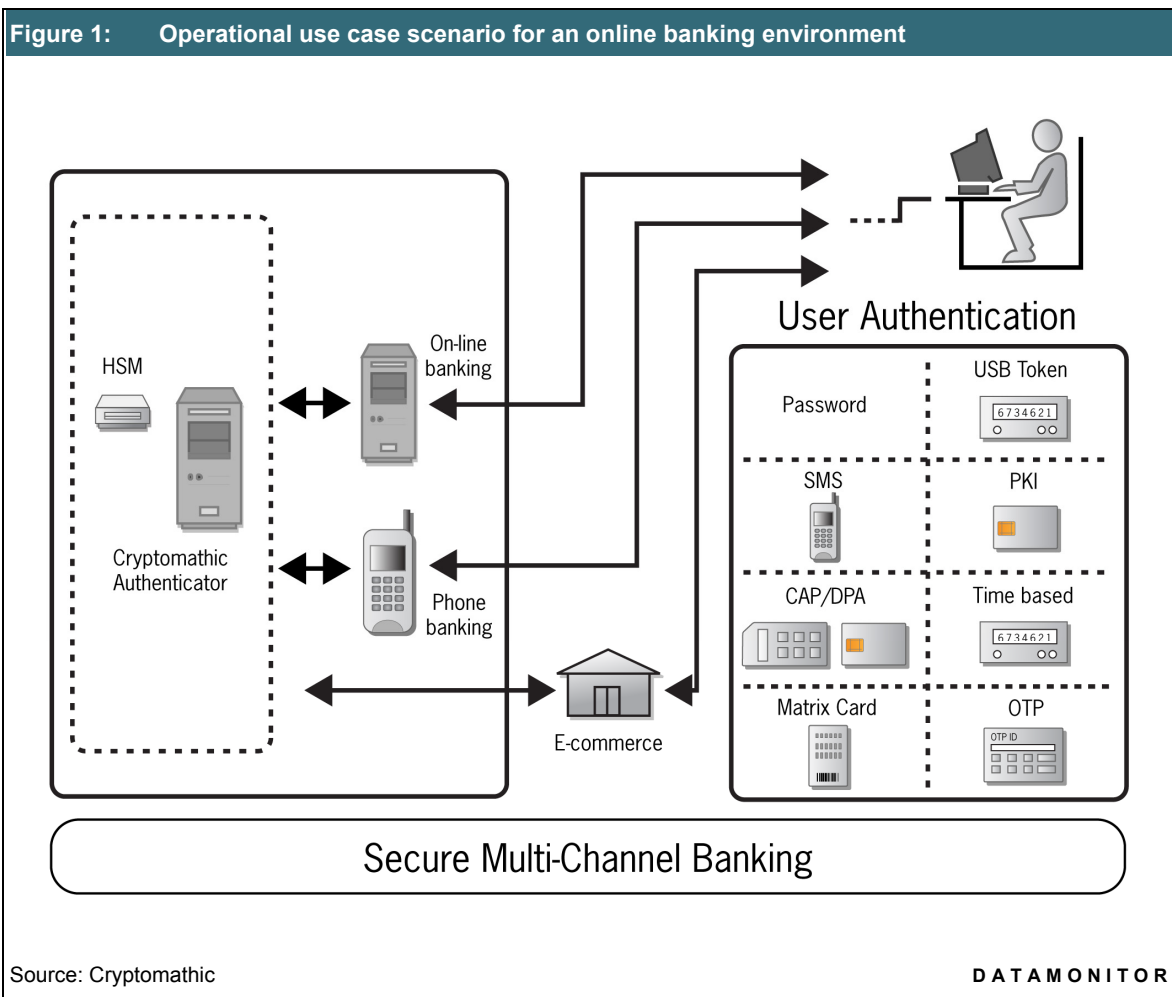 Figure 1: Operational use case scenario for an online banking environment
HSM
Cryptomathic
Authenticator
On-line
banking
Phone
banking
E-commerce
User Authentication
Password
USB Token
6734621
SMS
PKI
CAP/DPA
Time based
6734621
Matrix Card
OTP
OTP ID
Secure Multi-Channel Banking
Source: Cryptomathic
DATAMONITOR